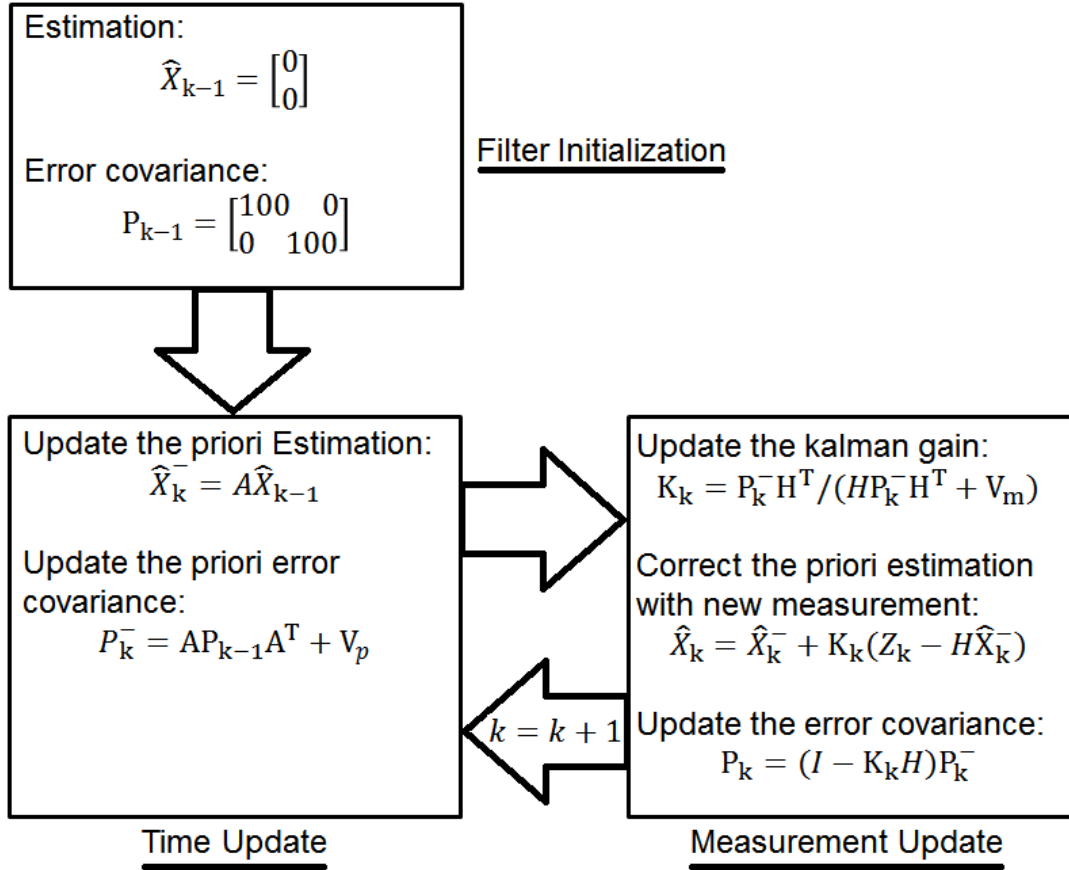 Estimation:
X̂ₖ₋₁ = [0 0]
Error covariance:
Pₖ₋₁ = [100 0 0 100]
Filter Initialization
Update the priori Estimation:
X̂ₖ⁻ = AX̂ₖ₋₁
Update the priori error
covariance:
Pₖ⁻ = APₖ₋₁Aᵀ + Vₚ
Time Update
Update the kalman gain:
Kₖ = Pₖ⁻Hᵀ/(HPₖ⁻Hᵀ + Vₘ)
Correct the priori estimation
with new measurement:
X̂ₖ = X̂ₖ⁻ + Kₖ(Zₖ − HX̂ₖ⁻)
Update the error covariance:
Pₖ = (I − KₖH)Pₖ⁻
k = k + 1
Measurement Update